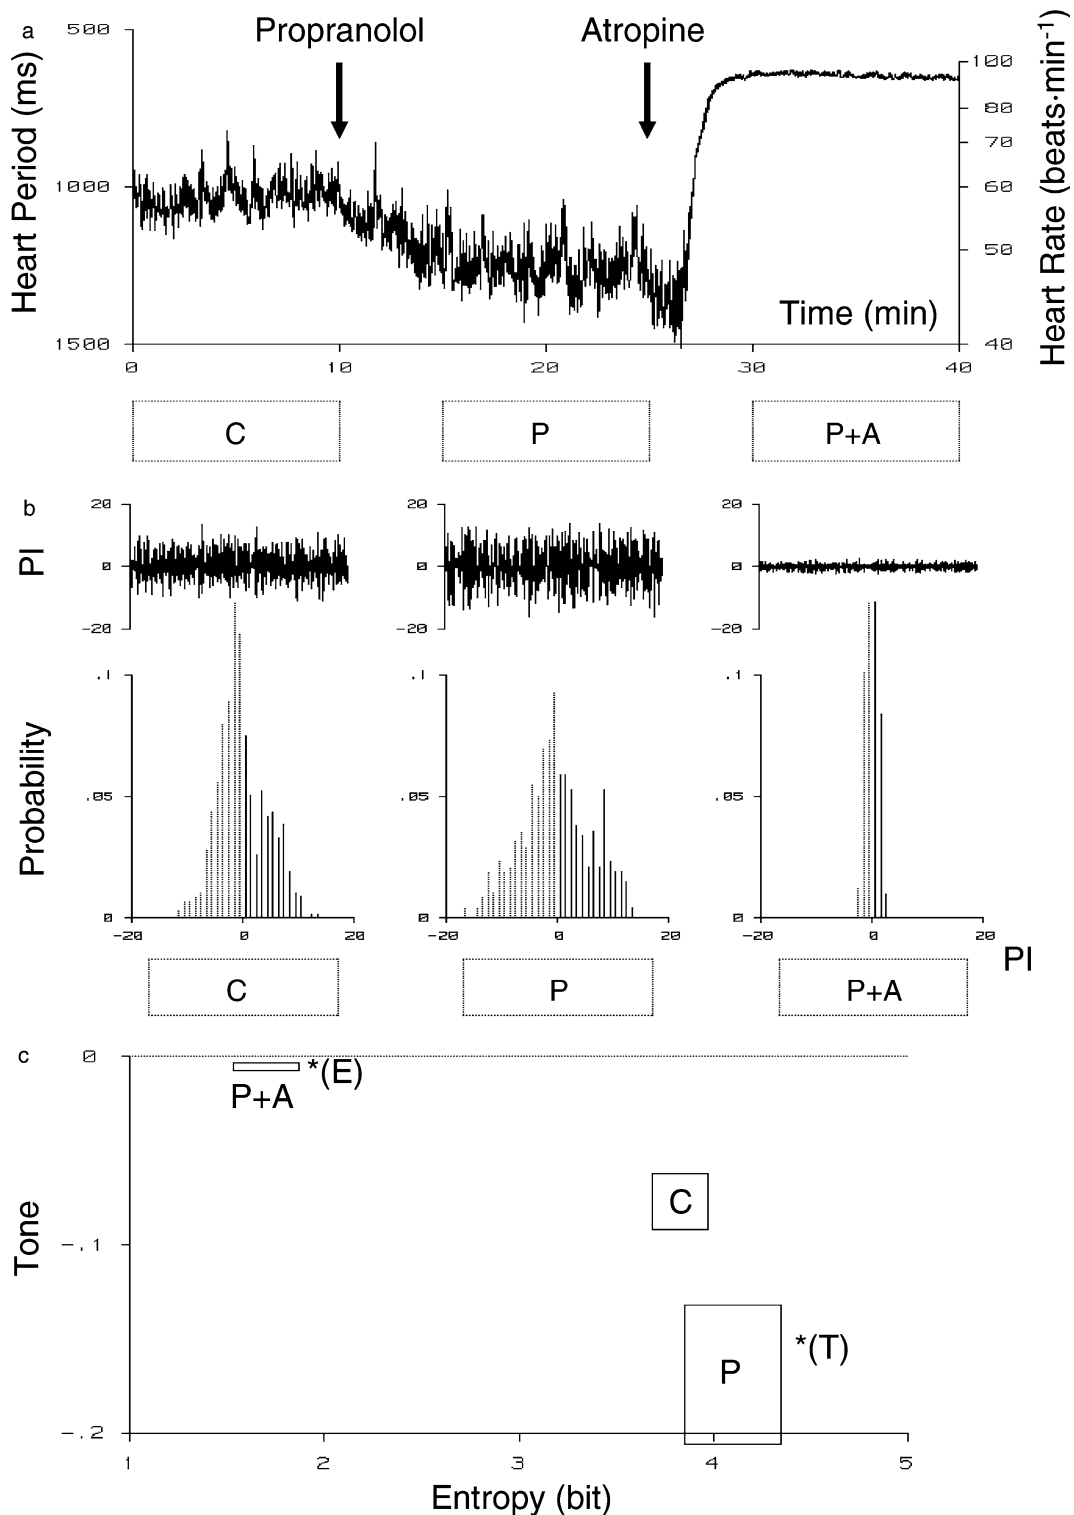 a
Propranolol
Atropine
Heart Period (ms)
500
1000
1500
Heart Rate (beats·min-1)
100
90
80
70
60
50
40
Time (min)
0 10 20 30 40
C P P+A
b
PI
20 20 20
0 0 0
-20 -20 -20
Probability
.1 .1 .1
.05 .05 .05
0 0 0
-20 0 20 -20 0 20 -20 0 20
PI
C P P+A
c
Tone
0
-.1
-.2
*(E)
P+A
C
P
*(T)
1 2 3 4 5
Entropy (bit)